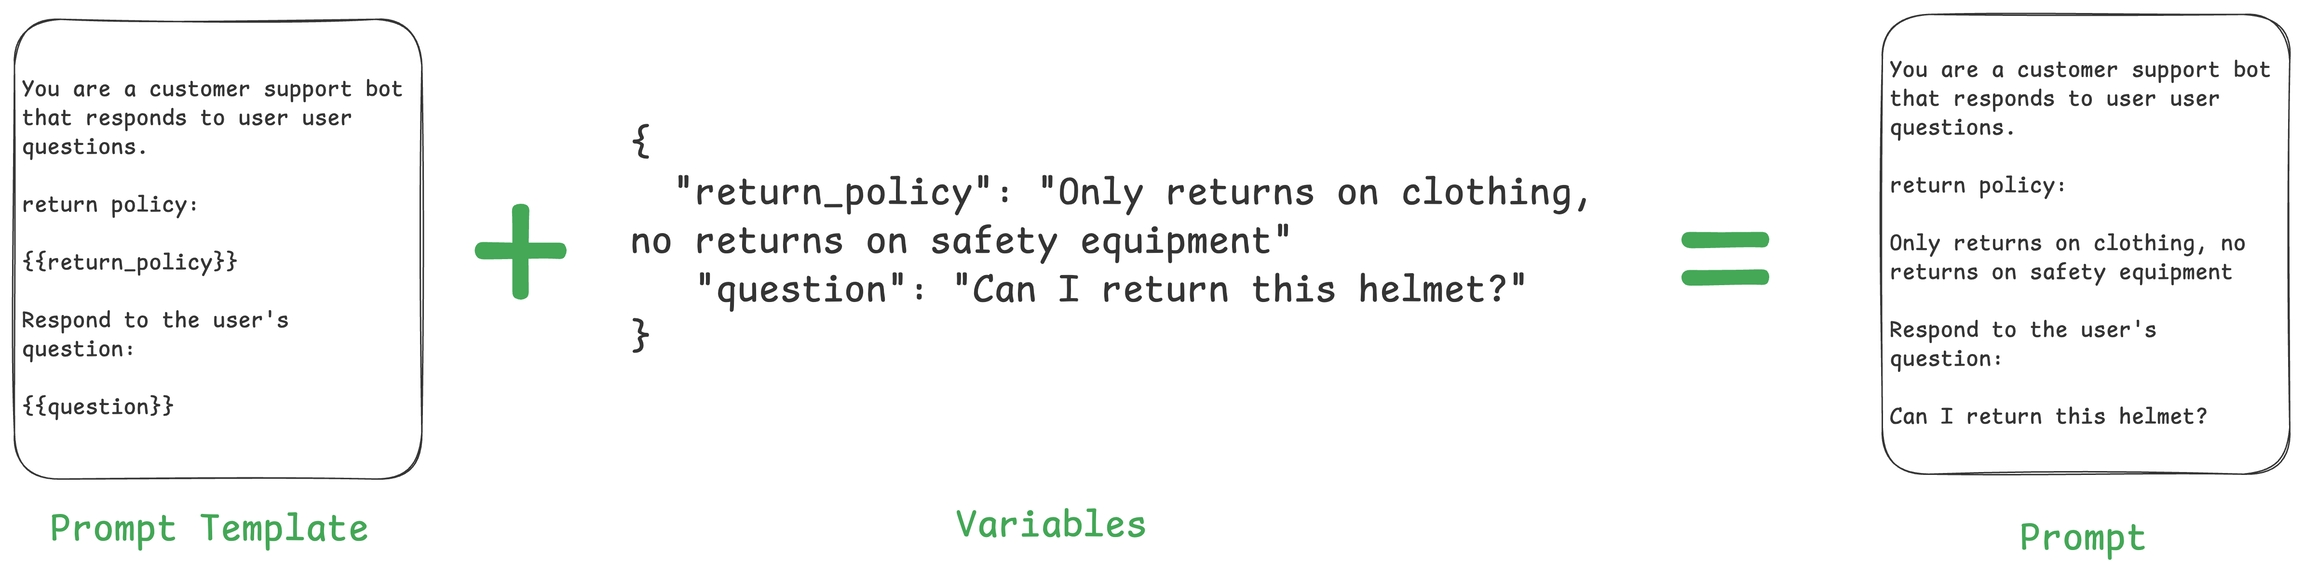 You are a customer support bot
that responds to user user
questions.
return policy:
{{return_policy}}
Respond to the user's
question:
{{question}}
Prompt Template
+
{
"return_policy": "Only returns on clothing,
no returns on safety equipment"
"question": "Can I return this helmet?"
}
Variables
=
You are a customer support bot
that responds to user user
questions.
return policy:
Only returns on clothing, no
returns on safety equipment
Respond to the user's
question:
Can I return this helmet?
Prompt